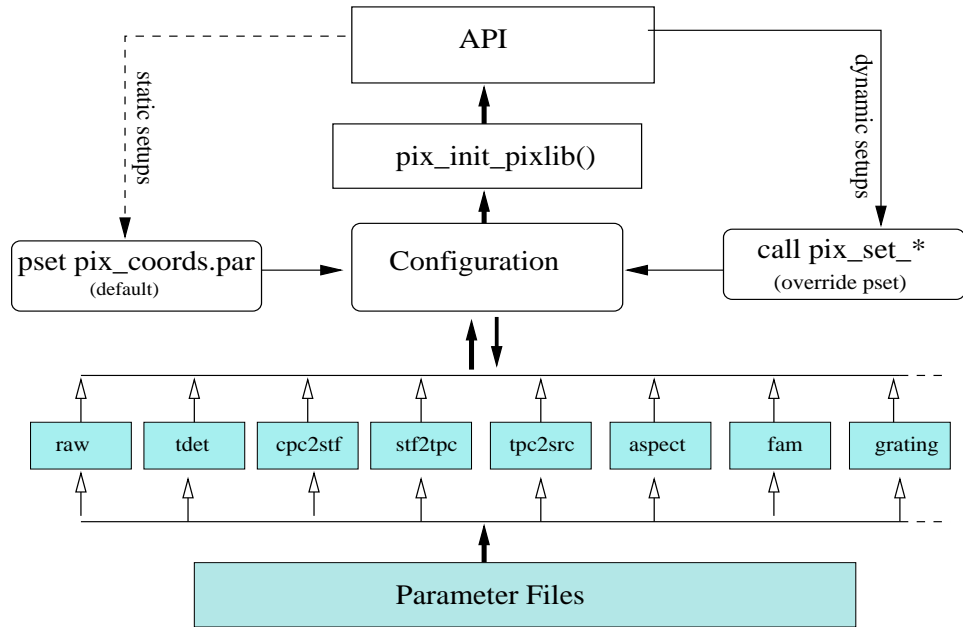 API
static setups
dynamic setups
pix_init_pixlib()
pset pix_coords.par
(default)
Configuration
call pix_set_*
(override pset)
raw
tdet
cpc2stf
stf2tpc
tpc2src
aspect
fam
grating
Parameter Files